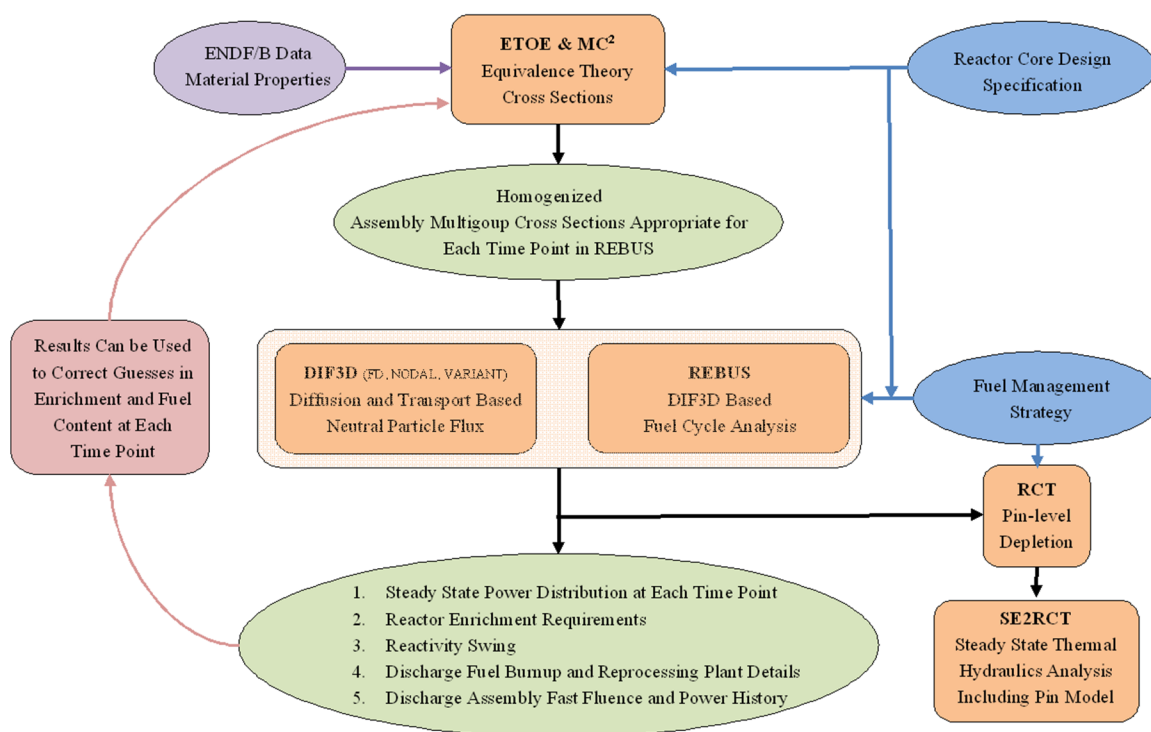 ENDF/B Data
Material Properties
ETOE & MC²
Equivalence Theory
Cross Sections
Reactor Core Design
Specification
Homogenized
Assembly Multigoup Cross Sections Appropriate for
Each Time Point in REBUS
Results Can be Used
to Correct Guesses in
Enrichment and Fuel
Content at Each
Time Point
DIF3D (FD, NODAL, VARIANT)
Diffusion and Transport Based
Neutral Particle Flux
REBUS
DIF3D Based
Fuel Cycle Analysis
Fuel Management
Strategy
RCT
Pin-level
Depletion
1. Steady State Power Distribution at Each Time Point
2. Reactor Enrichment Requirements
3. Reactivity Swing
4. Discharge Fuel Burnup and Reprocessing Plant Details
5. Discharge Assembly Fast Fluence and Power History
SE2RCT
Steady State Thermal
Hydraulics Analysis
Including Pin Model